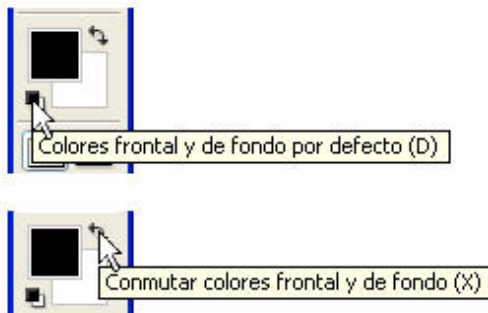 Colores frontal y de fondo por defecto (D)
Conmutar colores frontal y de fondo (X)